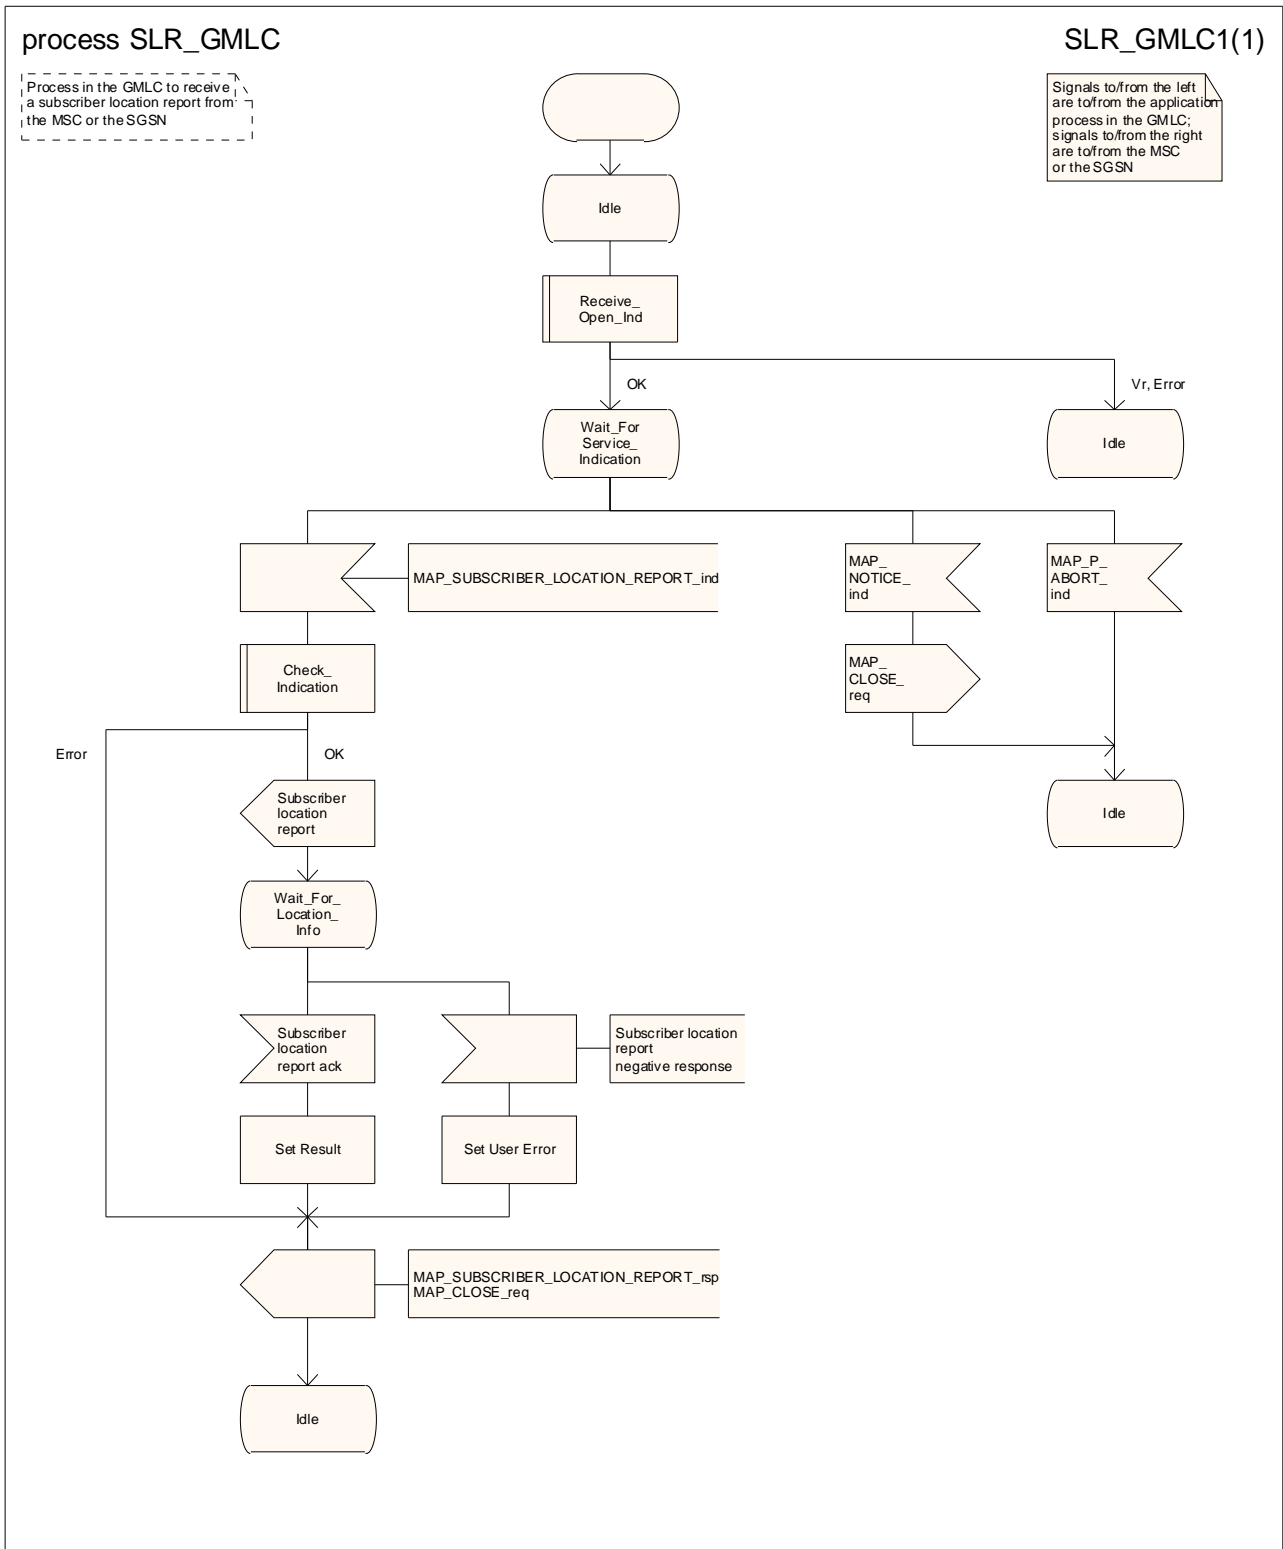 process SLR_GMLC
SLR_GMLC1(1)
Process in the GMLC to receive
a subscriber location report from
the MSC or the SGSN
Signals to/from the left
are to/from the application
process in the GMLC;
signals to/from the right
are to/from the MSC
or the SGSN
Idle
Receive_
Open_Ind
OK
Vr, Error
Wait_For
Service_
Indication
Idle
MAP_SUBSCRIBER_LOCATION_REPORT_ind
MAP_
NOTICE_
ind
MAP_P_
ABORT_
ind
Check_
Indication
MAP_
CLOSE_
req
Error
OK
Subscriber
location
report
Idle
Wait_For_
Location_
Info
Subscriber
location
report ack
Subscriber location
report
negative response
Set Result
Set User Error
MAP_SUBSCRIBER_LOCATION_REPORT_rsp
MAP_CLOSE_req
Idle